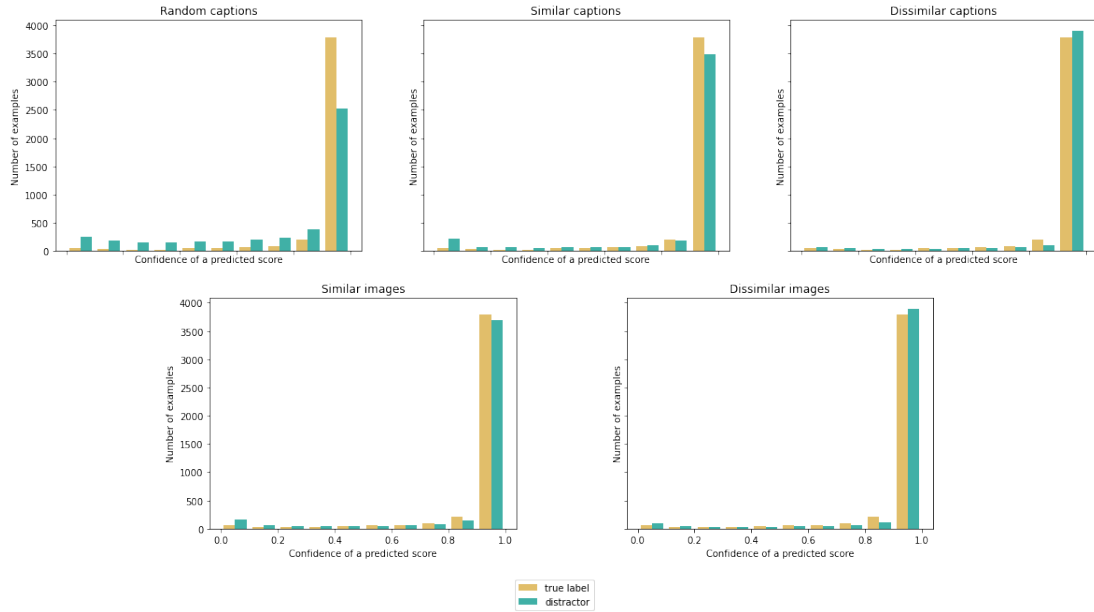 Random captions
Similar captions
Dissimilar captions
4000
3500
3000
2500
2000
1500
1000
500
0
Number of examples
Number of examples
Number of examples
Confidence of a predicted score
Confidence of a predicted score
Confidence of a predicted score
Similar images
Dissimilar images
4000
3500
3000
2500
2000
1500
1000
500
0
Number of examples
Number of examples
0.0 0.2 0.4 0.6 0.8 1.0
0.0 0.2 0.4 0.6 0.8 1.0
Confidence of a predicted score
Confidence of a predicted score
true label
distractor